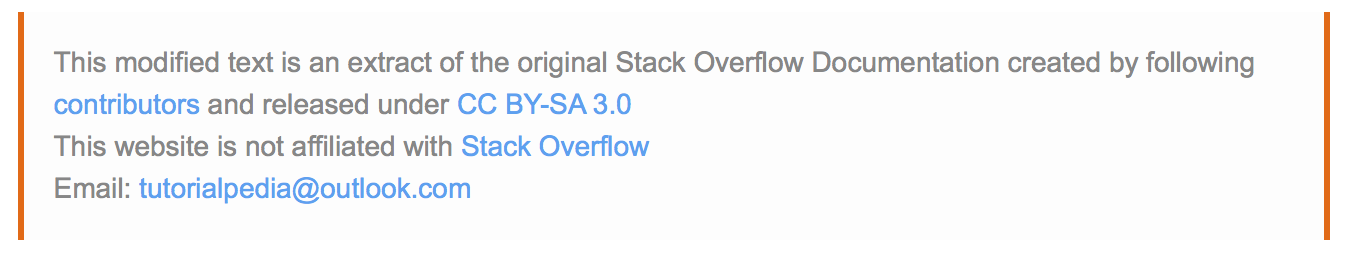 This modified text is an extract of the original Stack Overflow Documentation created by following
contributors and released under CC BY-SA 3.0
This website is not affiliated with Stack Overflow
Email: tutorialpedia@outlook.com